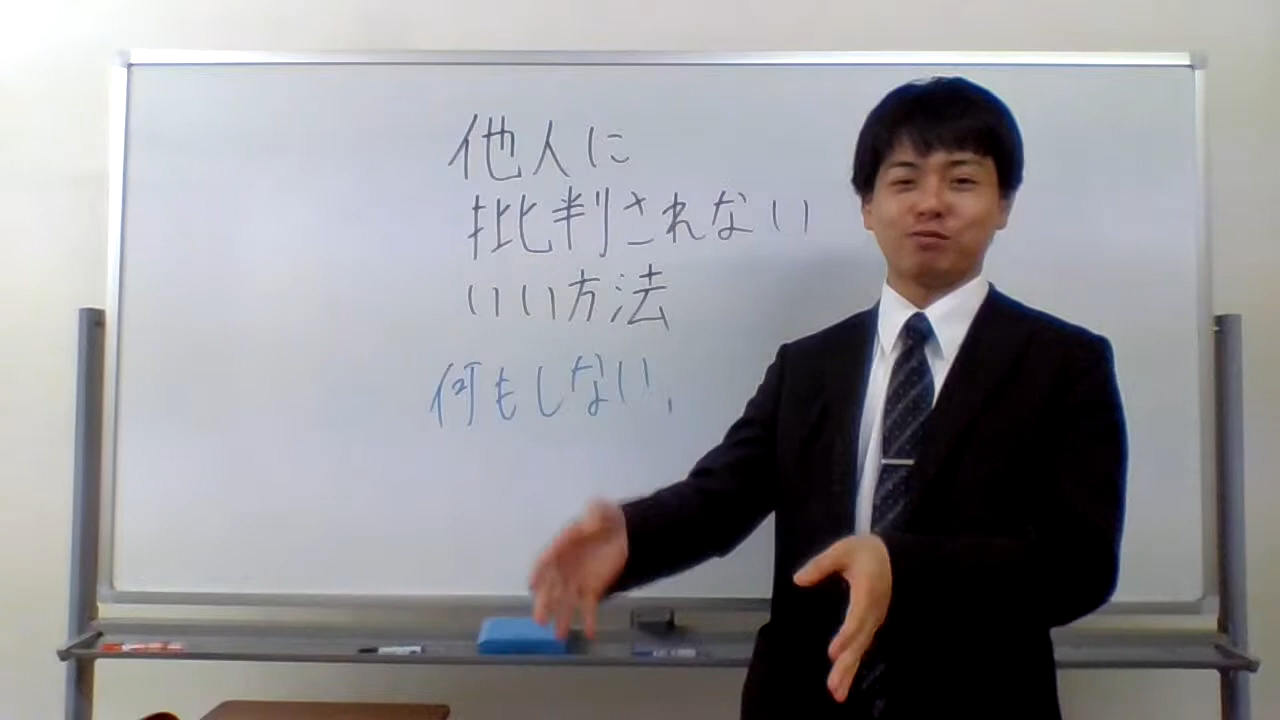 他人に
批判されない
いい方法
何もしない、